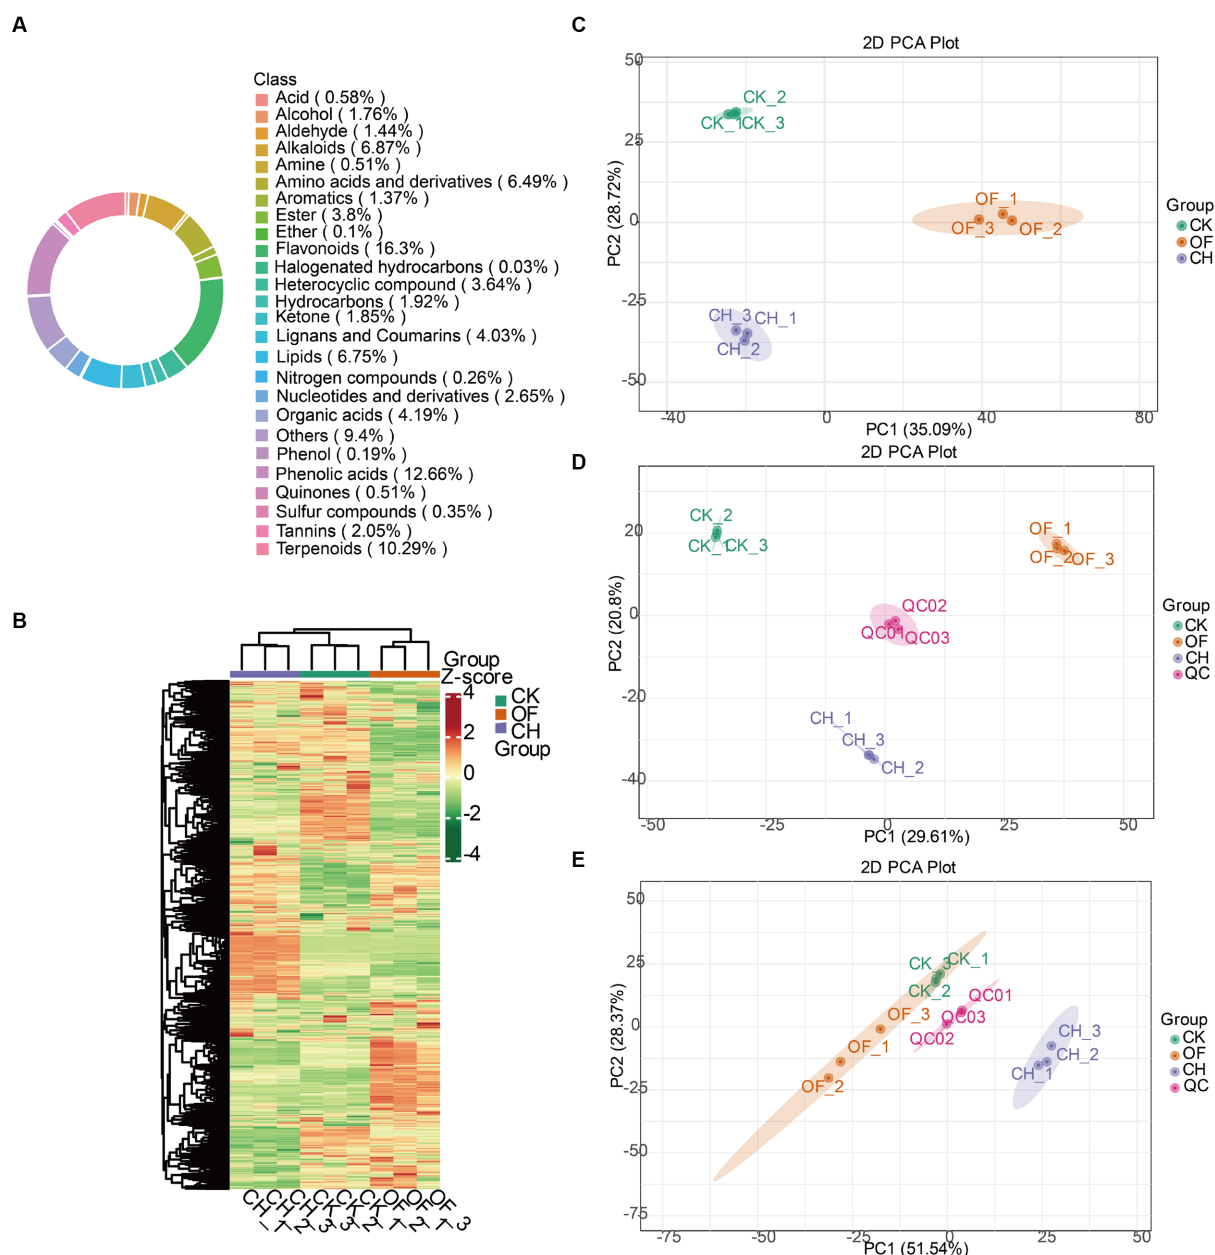 A
Class
Acid ( 0.58% )
Alcohol ( 1.76% )
Aldehyde ( 1.44% )
Alkaloids ( 6.87% )
Amine ( 0.51% )
Amino acids and derivatives ( 6.49% )
Aromatics ( 1.37% )
Ester ( 3.8% )
Ether ( 0.1% )
Flavonoids ( 16.3% )
Halogenated hydrocarbons ( 0.03% )
Heterocyclic compound ( 3.64% )
Hydrocarbons ( 1.92% )
Ketone ( 1.85% )
Lignans and Coumarins ( 4.03% )
Lipids ( 6.75% )
Nitrogen compounds ( 0.26% )
Nucleotides and derivatives ( 2.65% )
Organic acids ( 4.19% )
Others ( 9.4% )
Phenol ( 0.19% )
Phenolic acids ( 12.66% )
Quinones ( 0.51% )
Sulfur compounds ( 0.35% )
Tannins ( 2.05% )
Terpenoids ( 10.29% )
B
Group
Z-score
4
2
0
-2
-4
CK
OF
CH
Group
CH_1
CH_2
CH_3
CK_3
CK_2
CK_1
OF_2
OF_1
OF_3
C
2D PCA Plot
50
25
0
-25
-50
PC2 (28.72%)
CK_2
CK_1
CK_3
OF_1
OF_3
OF_2
CH_3
CH_1
CH_2
-40
0
40
80
PC1 (35.09%)
Group
CK
OF
CH
D
2D PCA Plot
20
0
-20
-40
PC2 (20.8%)
CK_2
CK_1
CK_3
OF_1
OF_2
OF_3
QC02
QC01
QC03
CH_1
CH_3
CH_2
-50
-25
0
25
50
PC1 (29.61%)
Group
CK
OF
CH
QC
E
2D PCA Plot
50
25
0
-25
-50
-75
PC2 (28.37%)
CK_3
CK_1
CK_2
QC01
OF_3
QC03
QC02
OF_1
OF_2
CH_3
CH_2
CH_1
-75
-50
-25
0
25
50
PC1 (51.54%)
Group
CK
OF
CH
QC